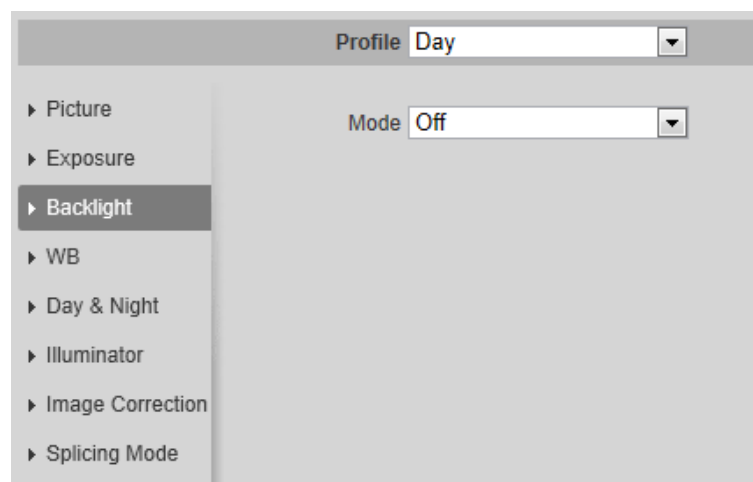 Profile Day
Mode Off
Picture
Exposure
Backlight
WB
Day & Night
Illuminator
Image Correction
Splicing Mode